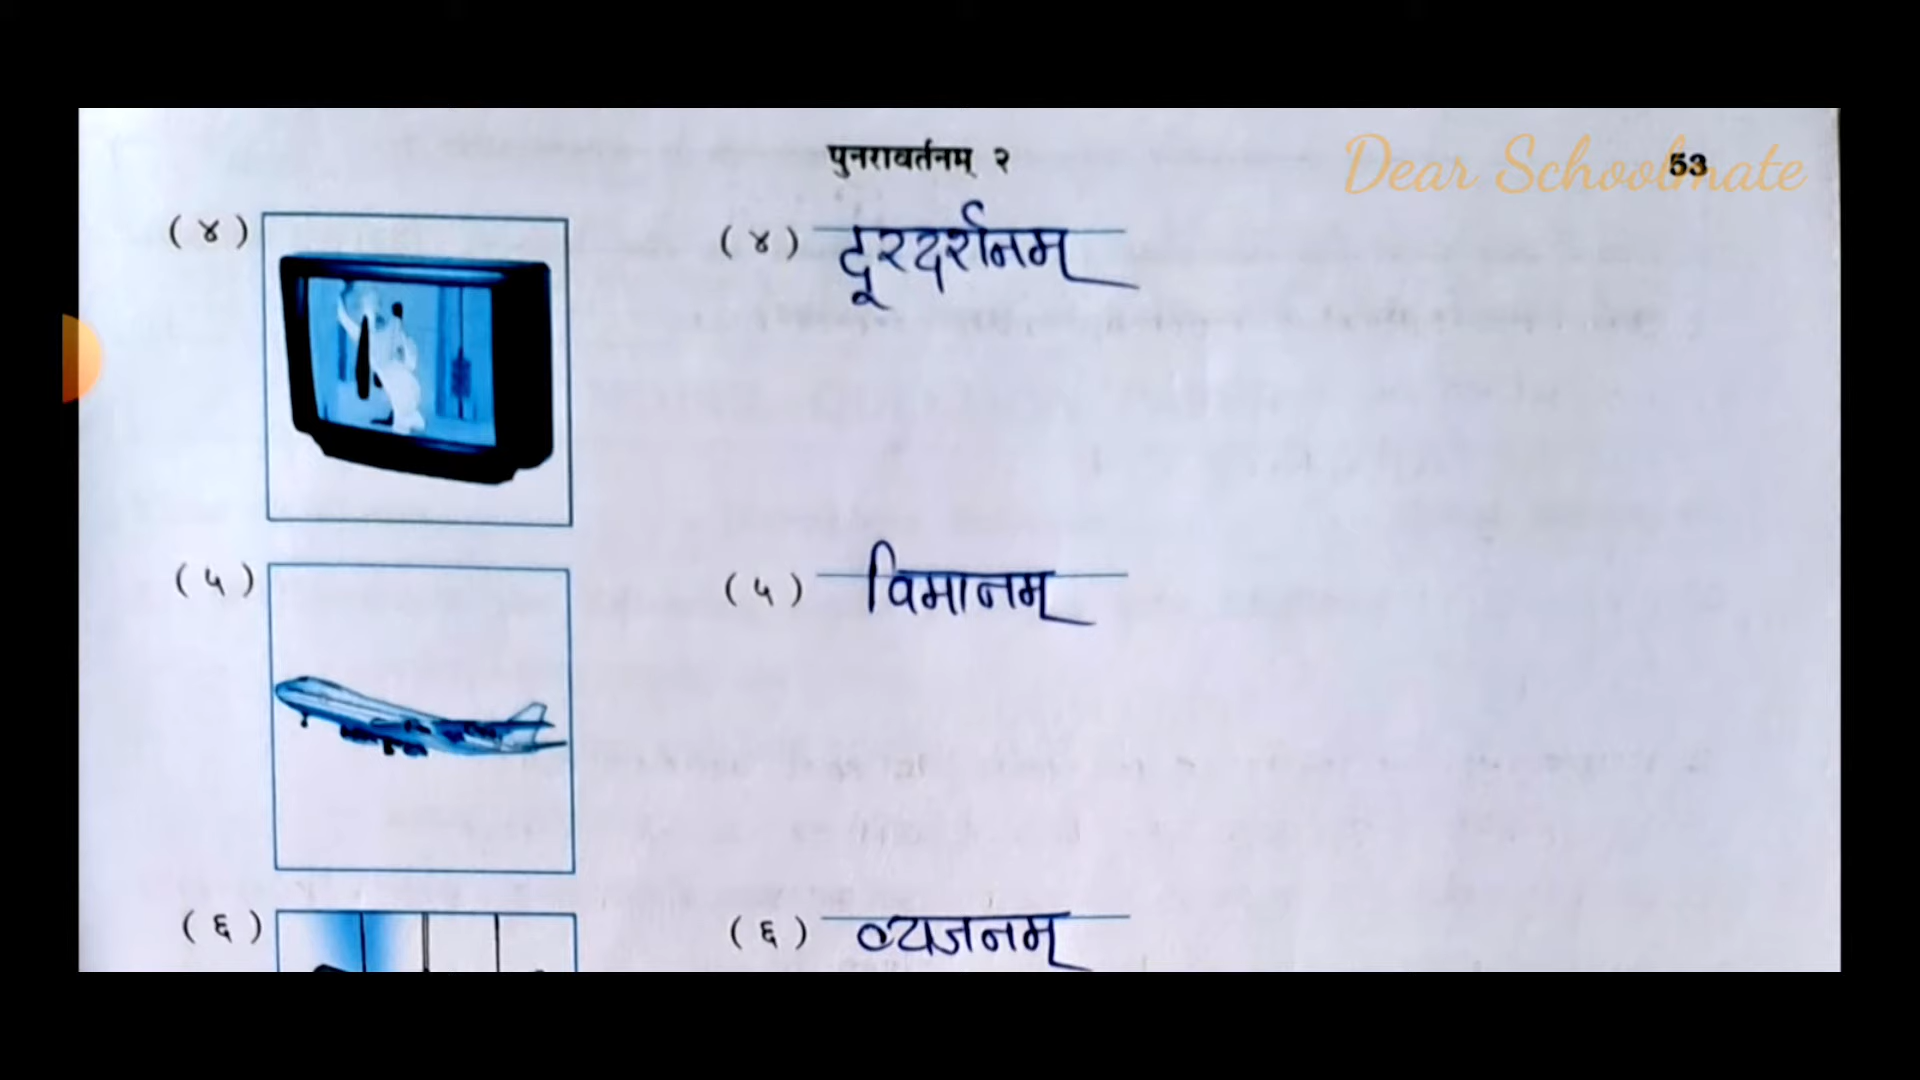 पुनरावर्तनम् २
Dear Schoolmate
53
(४)
(४) दूरदर्शनम्
(५)
(५) विमानम्
(६)
(६) व्यजनम्